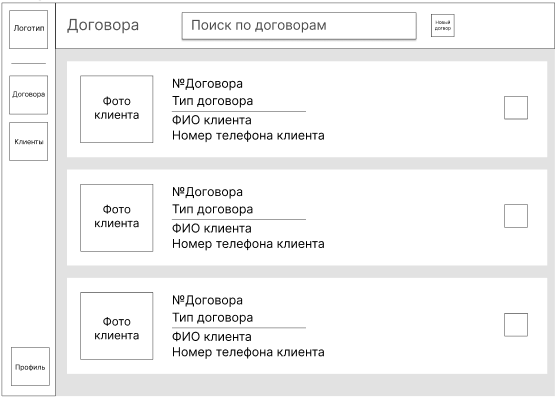 Логотип
Договора
Поиск по договорам
Новый
договор
Договора
Клиенты
Профиль
Фото
клиента
№Договора
Тип договора
ФИО клиента
Номер телефона клиента
Фото
клиента
№Договора
Тип договора
ФИО клиента
Номер телефона клиента
Фото
клиента
№Договора
Тип договора
ФИО клиента
Номер телефона клиента